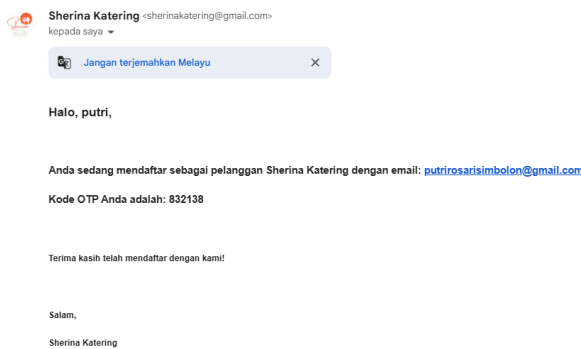 Sherina Katering <sherinakatering@gmail.com>
kepada saya
Jangan terjemahkan Melayu
Halo, putri,
Anda sedang mendaftar sebagai pelanggan Sherina Katering dengan email: putrirosarisimbolon@gmail.com
Kode OTP Anda adalah: 832138
Terima kasih telah mendaftar dengan kami!
Salam,
Sherina Katering